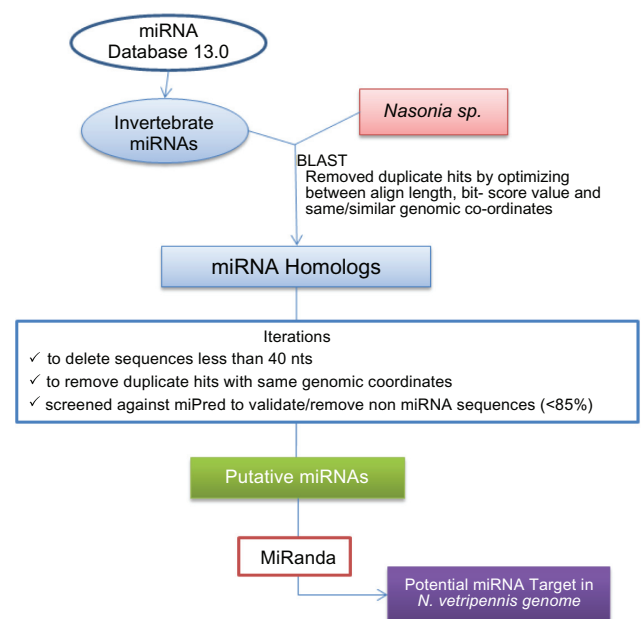 miRNA
Database 13.0
Invertebrate
miRNAs
Nasonia sp.
BLAST
Removed duplicate hits by optimizing
between align length, bit- score value and
same/similar genomic co-ordinates
miRNA Homologs
Iterations
✓ to delete sequences less than 40 nts
✓ to remove duplicate hits with same genomic coordinates
✓ screened against miPred to validate/remove non miRNA sequences (<85%)
Putative miRNAs
MiRanda
Potential miRNA Target in
N. vetripennis genome